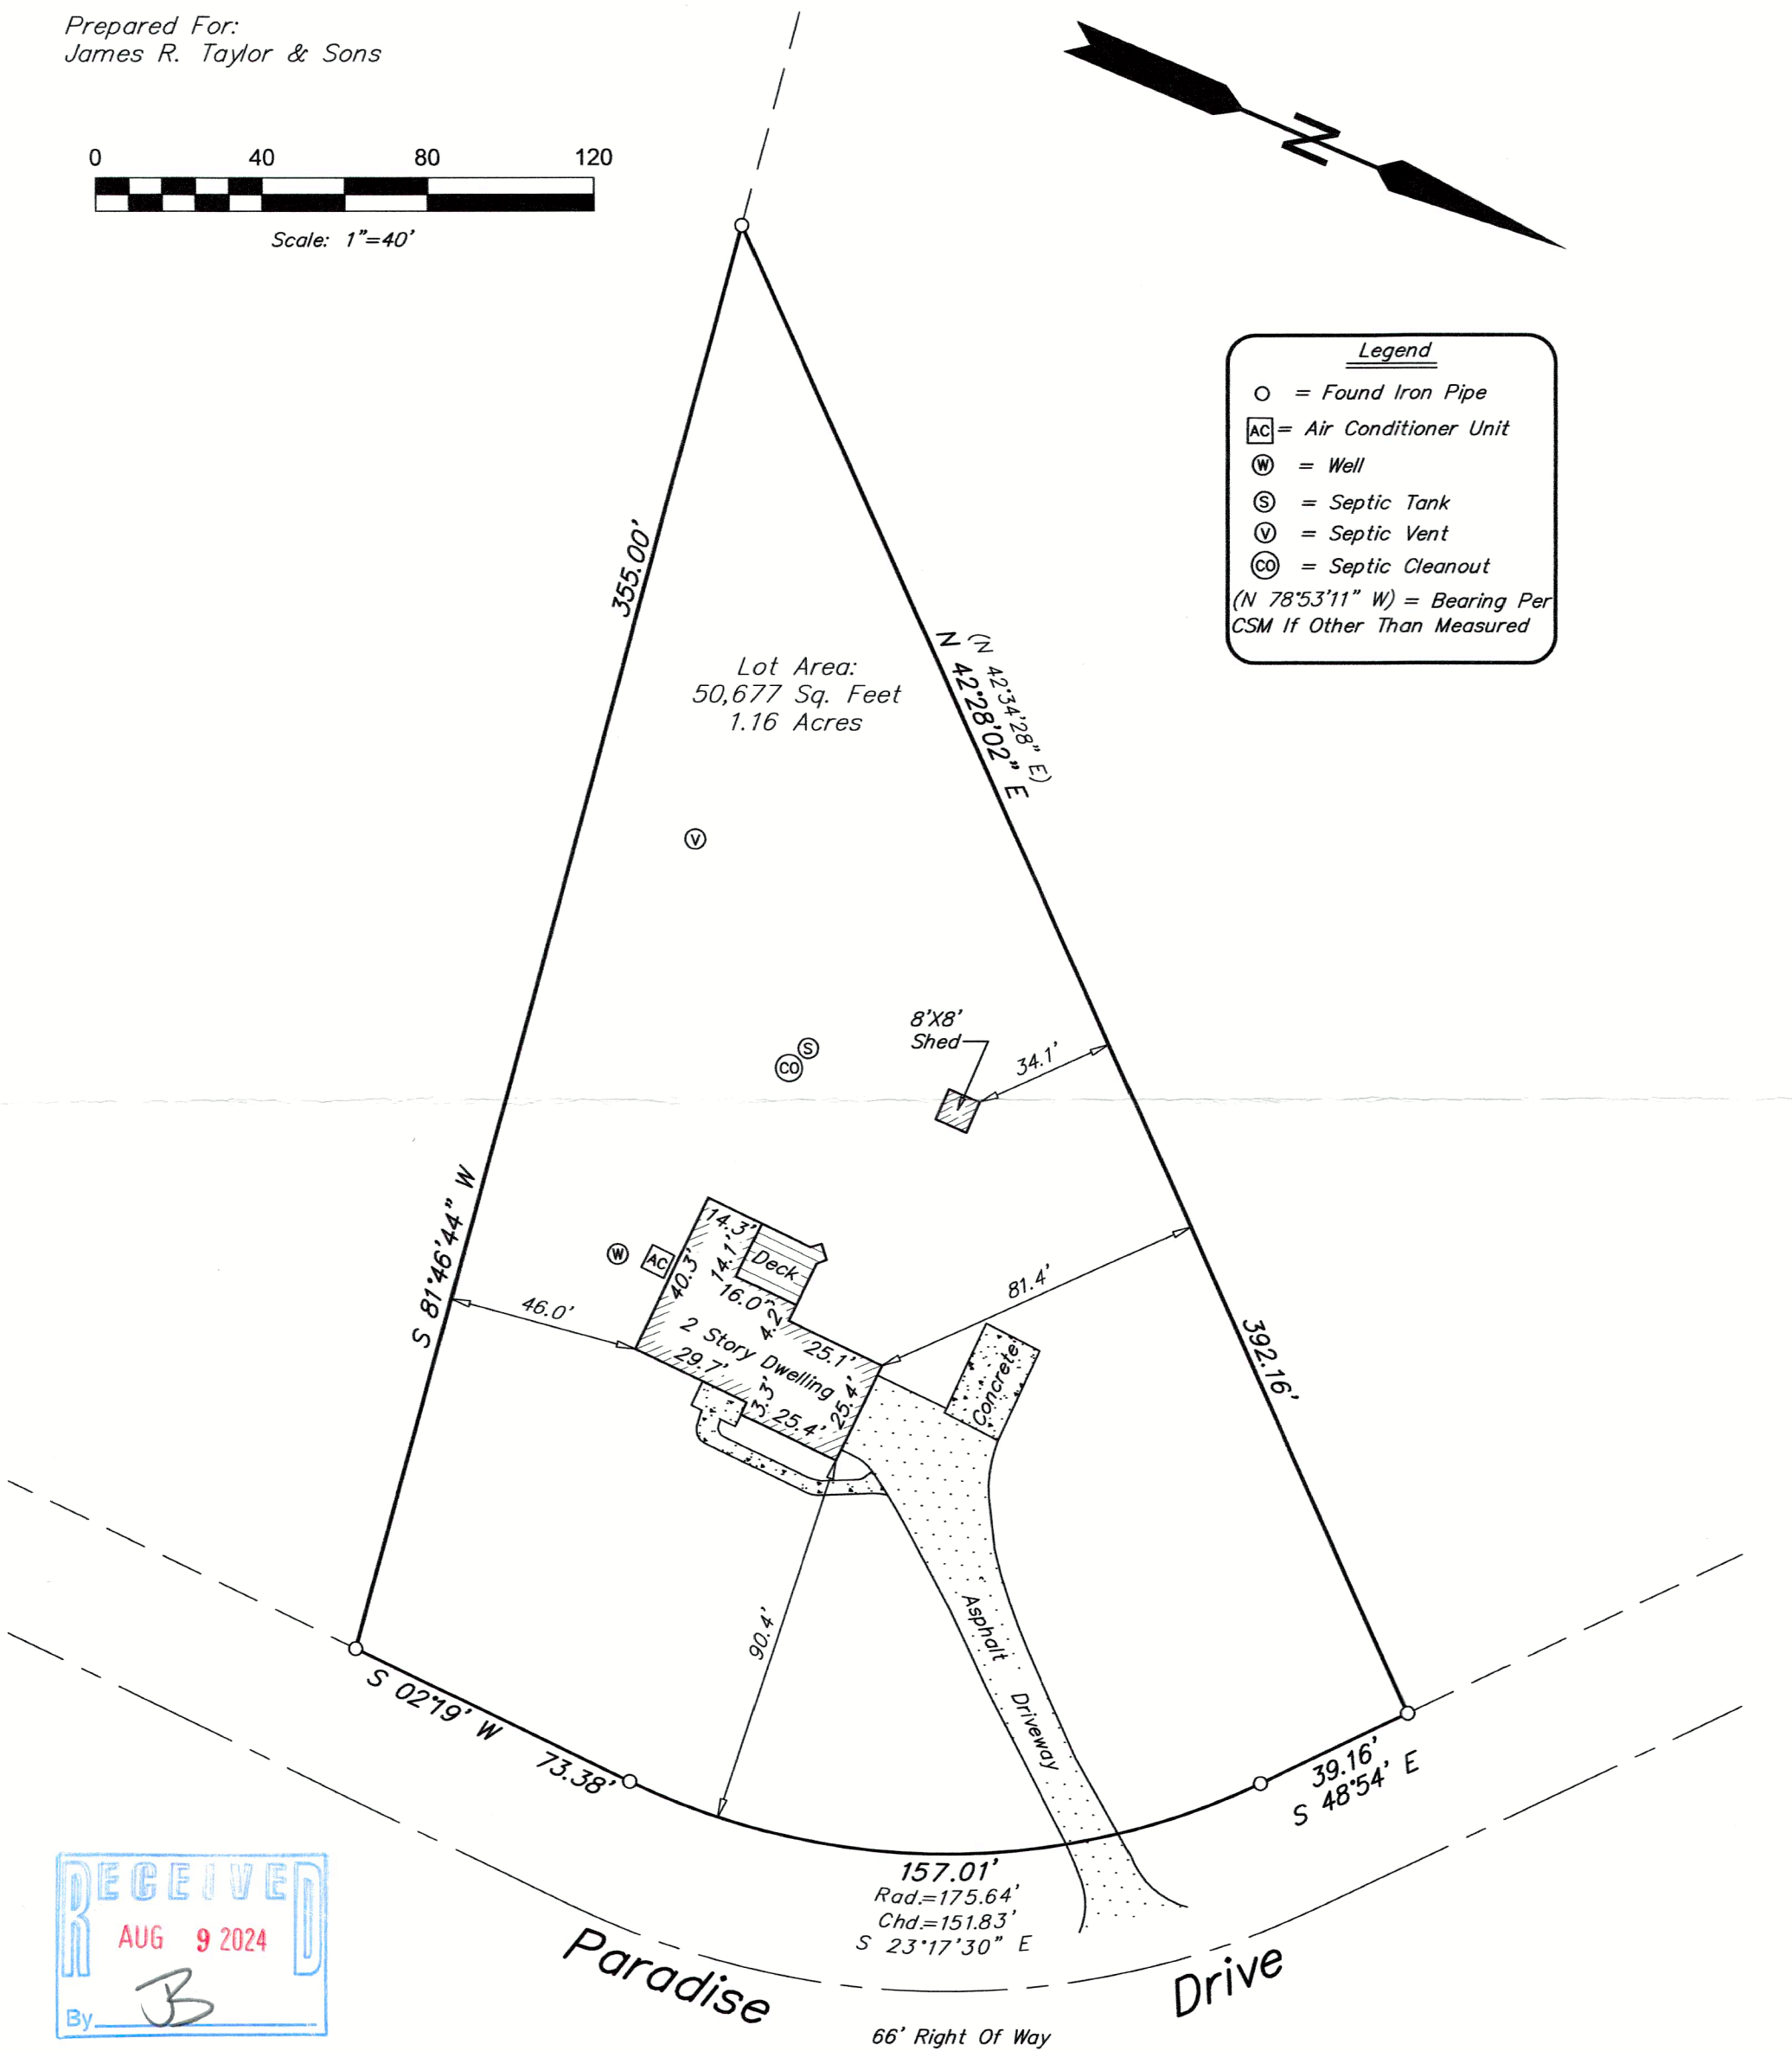 Prepared For:
James R. Taylor & Sons
0 40 80 120
Scale: 1"=40'
N
Legend
= Found Iron Pipe
AC = Air Conditioner Unit
W = Well
S = Septic Tank
V = Septic Vent
CO = Septic Cleanout
(N 78°53'11" W) = Bearing Per
CSM If Other Than Measured
355.00'
(N 42°34'28" E)
N 42°28'02" E
Lot Area:
50,677 Sq. Feet
1.16 Acres
V
8'X8'
Shed
34.1'
S
CO
S 81°46'44" W
14.3'
14.1'
Deck
W
AC
40.3'
16.0'
4.2'
81.4'
46.0'
2 Story Dwelling
25.1'
29.7'
3.3'
25.4'
25.4'
Concrete
392.16'
90.4'
Asphalt Driveway
S 02°19' W
73.38'
39.16'
S 48°54' E
157.01'
Rad.=175.64'
Chd.=151.83'
S 23°17'30" E
Paradise Drive
66' Right Of Way
RECEIVED
AUG 9 2024
By JB